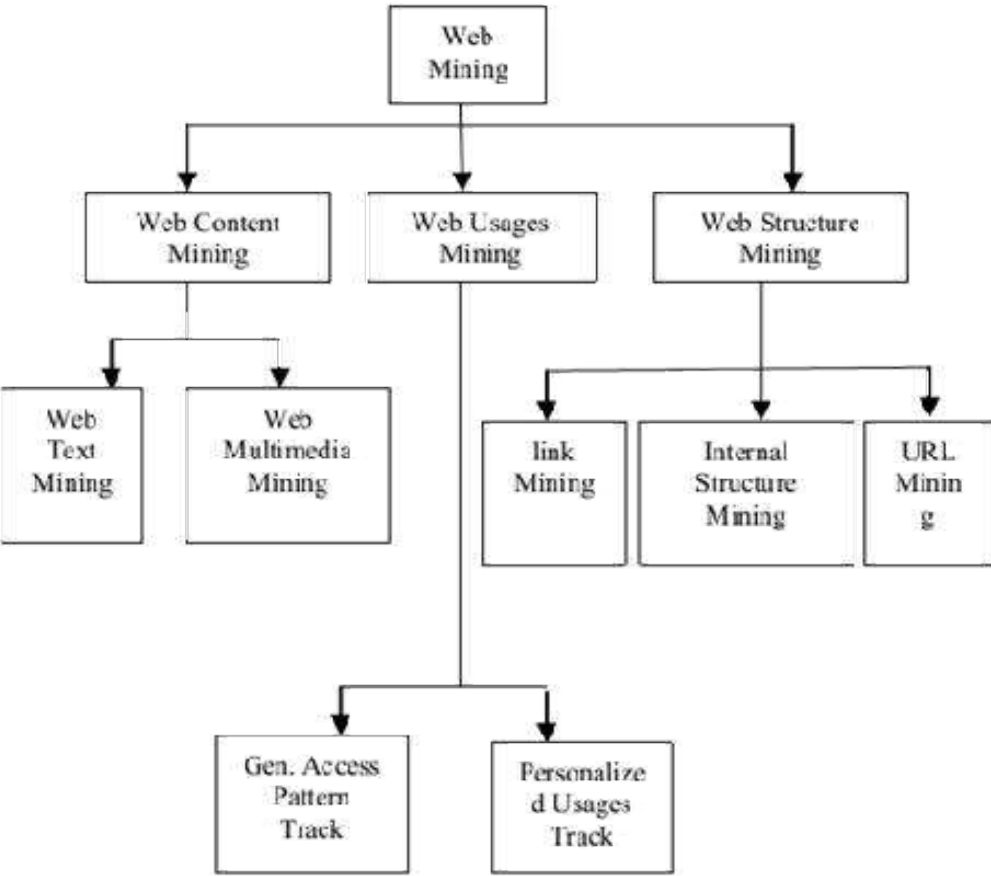 Web
Mining
Web Content
Mining
Web Usages
Mining
Web Structure
Mining
Web
Text
Mining
Web
Multimedia
Mining
link
Mining
Internal
Structure
Mining
URL
Minin
g
Gen. Access
Pattern
Track
Personalize
d Usages
Track